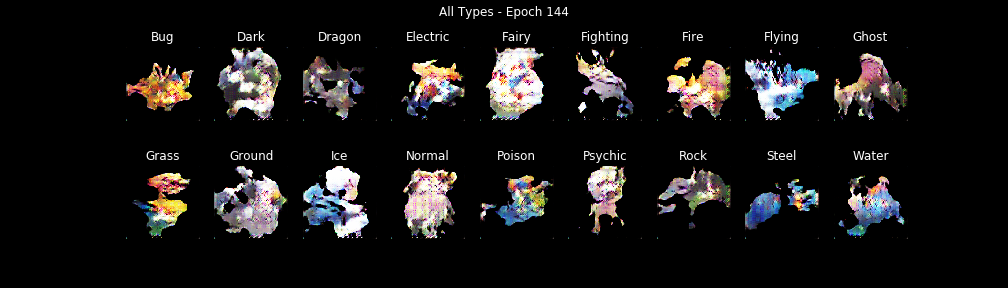 All Types - Epoch 144
Bug Dark Dragon Electric Fairy Fighting Fire Flying Ghost
Grass Ground Ice Normal Poison Psychic Rock Steel Water